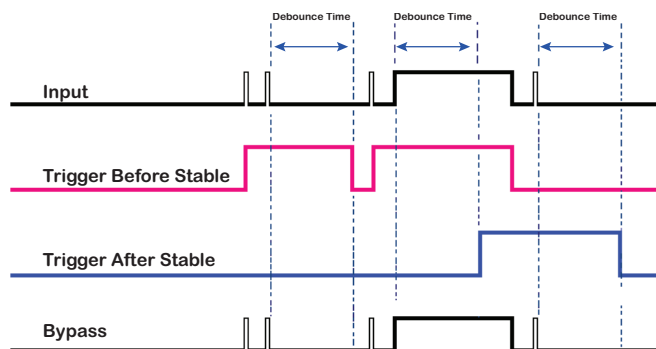 Debounce Time Debounce Time Debounce Time
Input
Trigger Before Stable
Trigger After Stable
Bypass